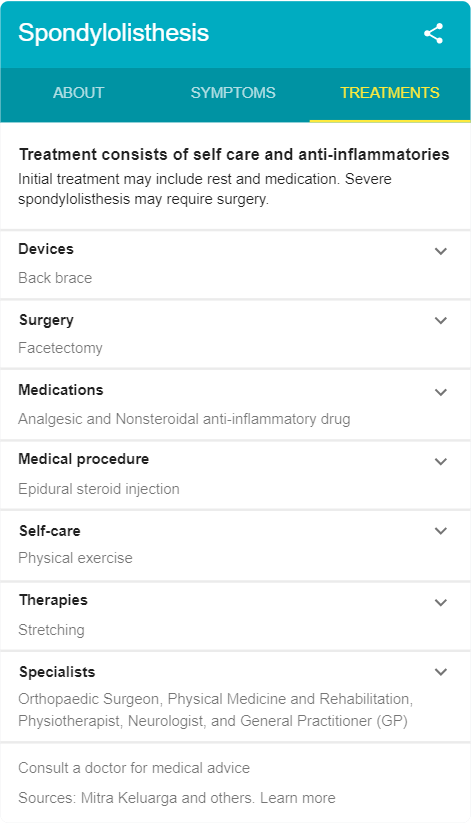 Spondylolisthesis
ABOUT SYMPTOMS TREATMENTS
Treatment consists of self care and anti-inflammatories
Initial treatment may include rest and medication. Severe
spondylolisthesis may require surgery.
Devices
Back brace
Surgery
Facetectomy
Medications
Analgesic and Nonsteroidal anti-inflammatory drug
Medical procedure
Epidural steroid injection
Self-care
Physical exercise
Therapies
Stretching
Specialists
Orthopaedic Surgeon, Physical Medicine and Rehabilitation,
Physiotherapist, Neurologist, and General Practitioner (GP)
Consult a doctor for medical advice
Sources: Mitra Keluarga and others. Learn more